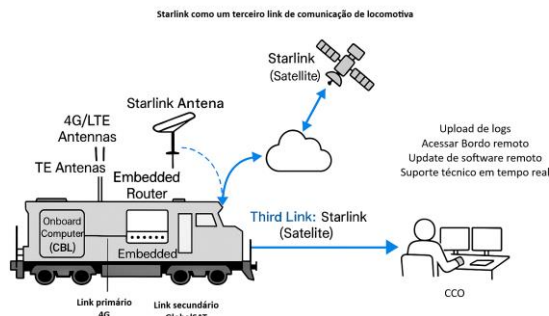 Starlink como um terceiro link de comunicação de locomotiva
Starlink
(Satellite)
Starlink Antena
4G/LTE
Antennas
TE Antenas
Embedded
Router
Upload de logs
Acessar Bordo remoto
Update de software remoto
Suporte técnico em tempo real
Onboard
Computer
(CBL)
Embedded
Third Link: Starlink
(Satelite)
CCO
Link primário
4G
Link secundário
GlobalSAT